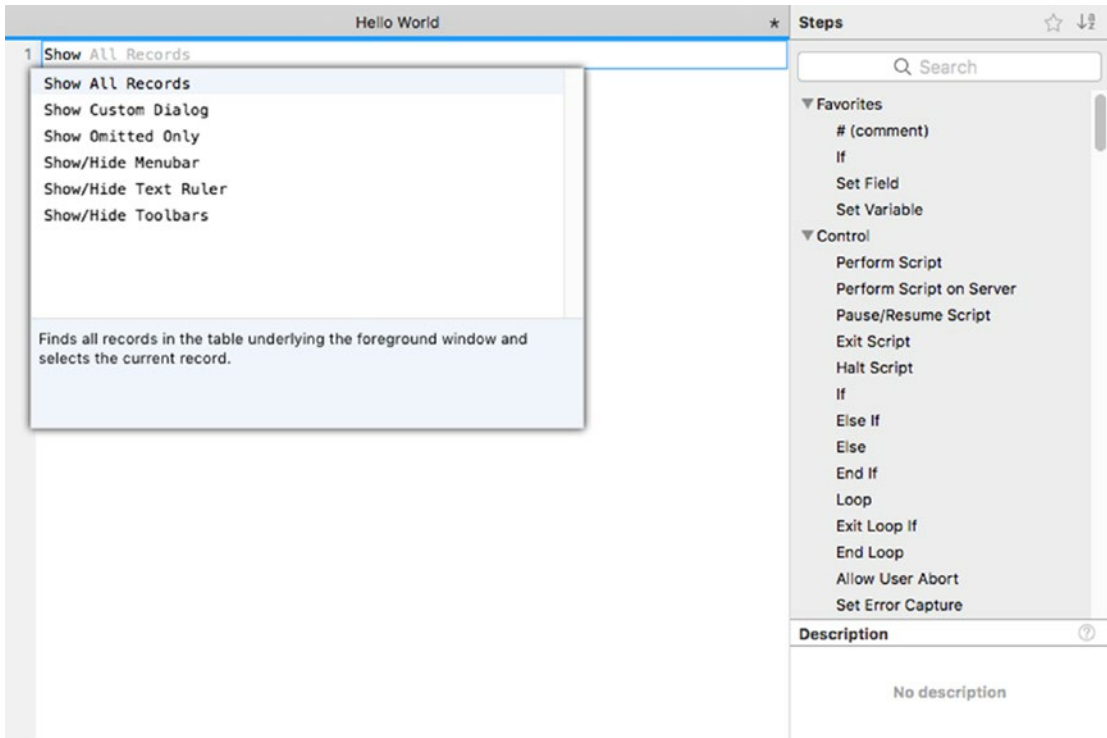 Hello World *
1 Show All Records
Show All Records
Show Custom Dialog
Show Omitted Only
Show/Hide Menubar
Show/Hide Text Ruler
Show/Hide Toolbars
Finds all records in the table underlying the foreground window and
selects the current record.
Steps
Search
Favorites
# (comment)
If
Set Field
Set Variable
Control
Perform Script
Perform Script on Server
Pause/Resume Script
Exit Script
Halt Script
If
Else If
Else
End If
Loop
Exit Loop If
End Loop
Allow User Abort
Set Error Capture
Description
No description